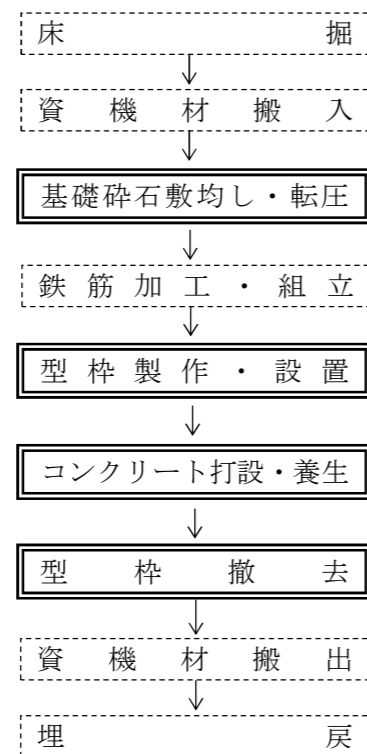 床掘
資機材搬入
基礎砕石敷均し・転圧
鉄筋加工・組立
型枠製作・設置
コンクリート打設・養生
型枠撤去
資機材搬出
埋戻